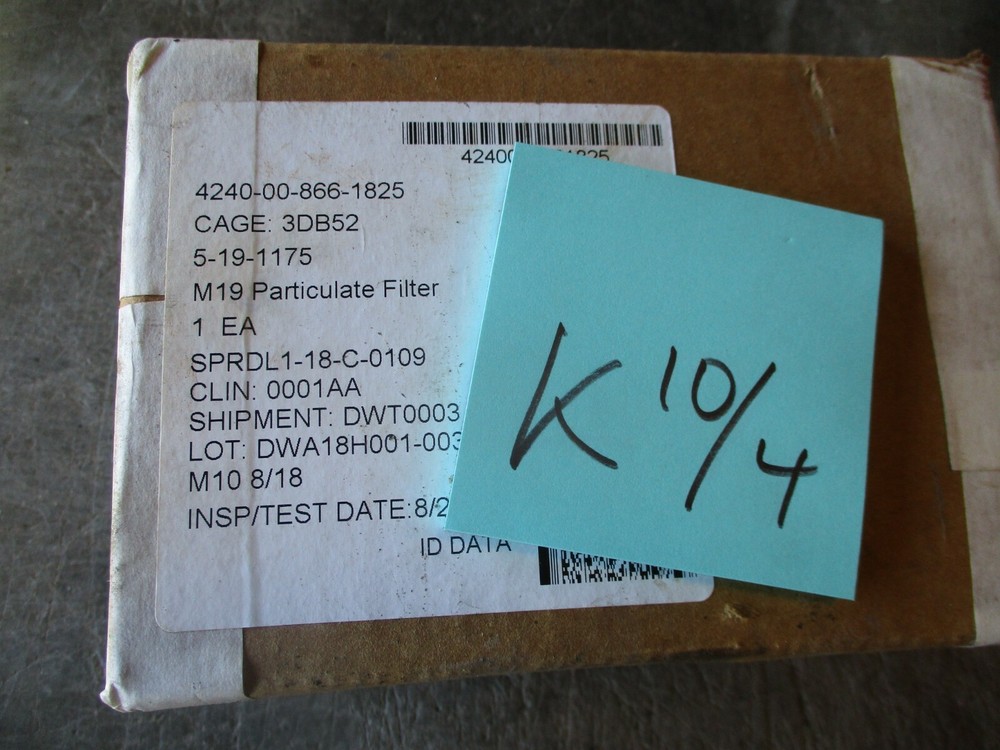 4240-00-866-1825
CAGE: 3DB52
5-19-1175
M19 Particulate Filter
1 EA
SPRDL1-18-C-0109
CLIN: 0001AA
SHIPMENT: DWT0003
LOT: DWA18H001-003
M10 8/18
INSP/TEST DATE:8/2
ID DATA
K 10/4